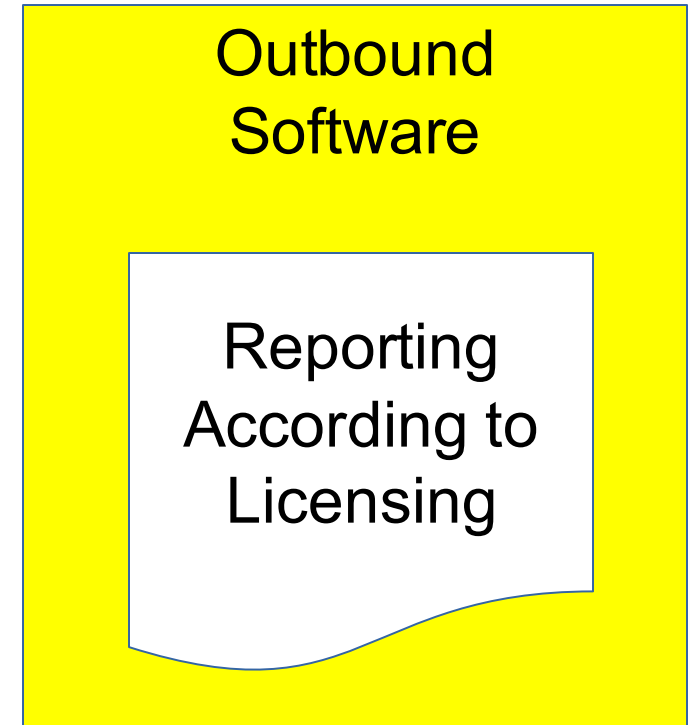 Outbound
Software
Reporting
According to
Licensing